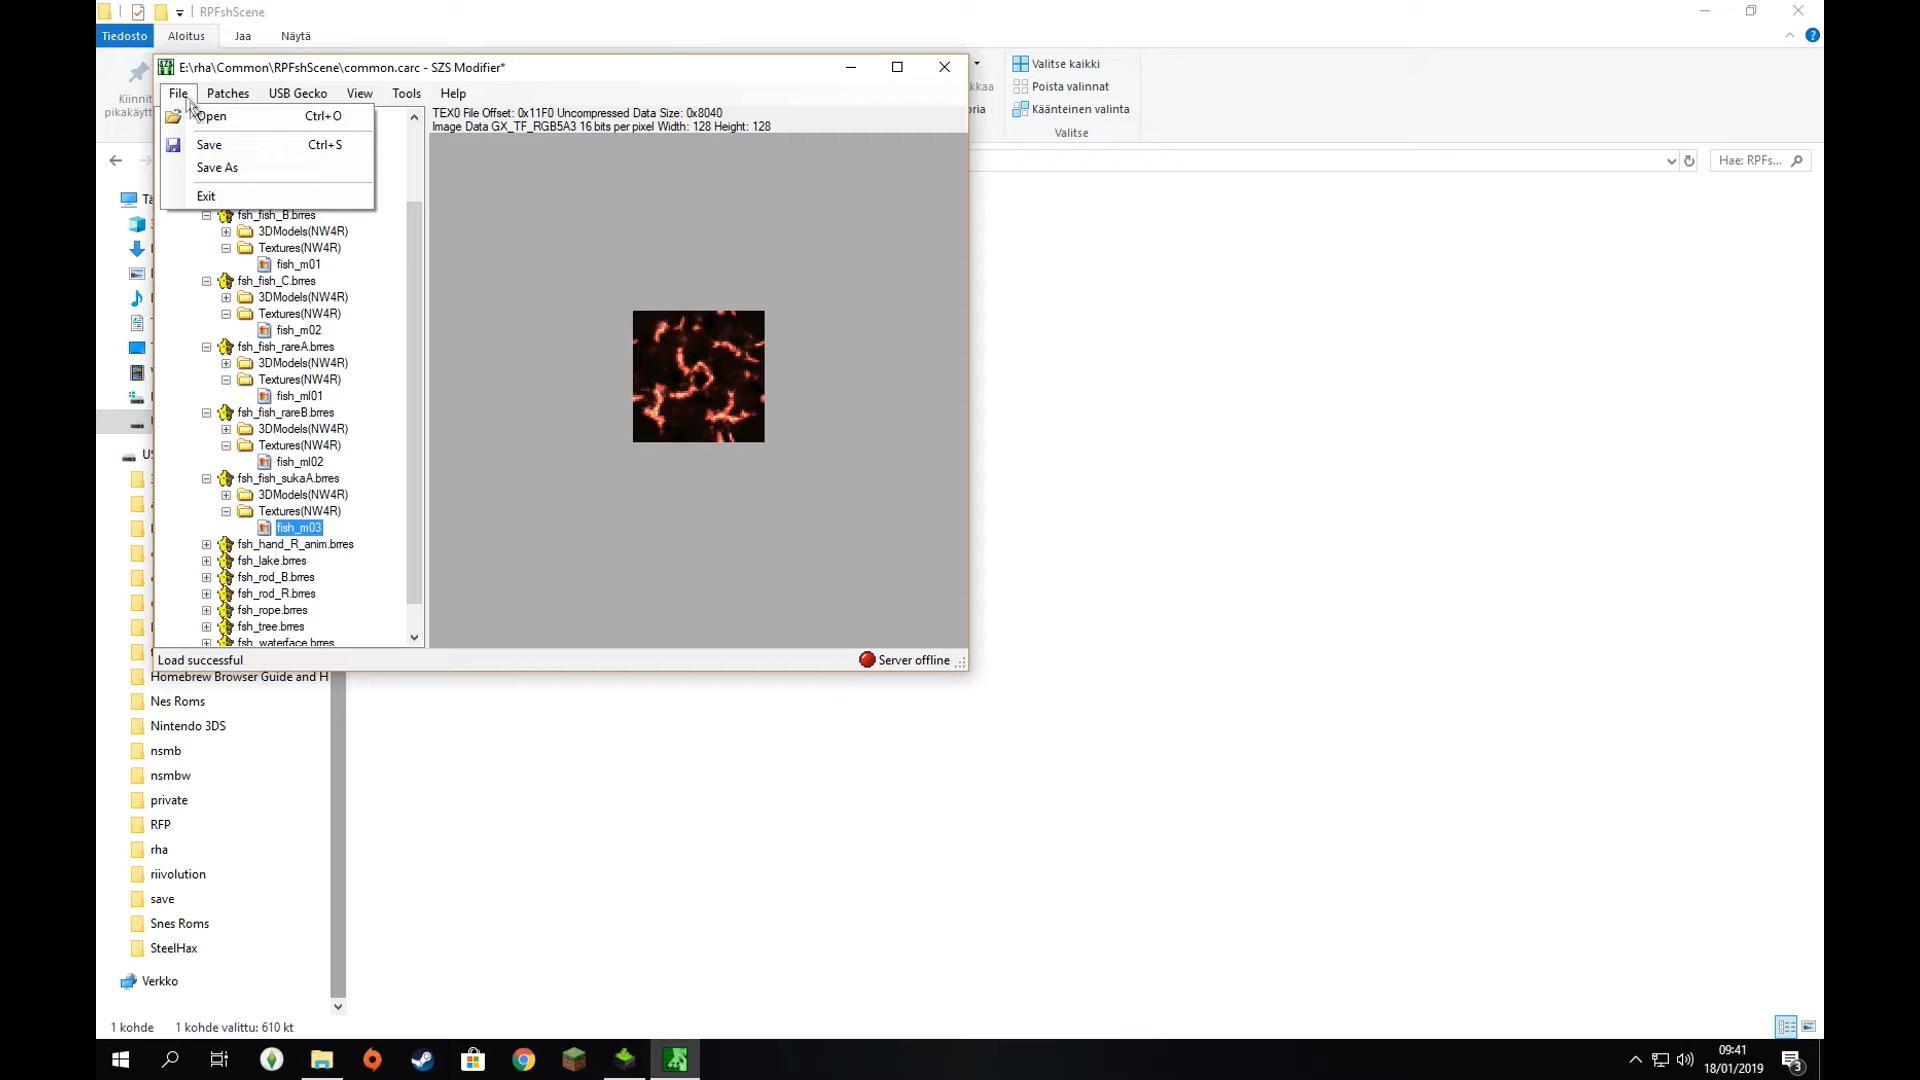 RPFshScene
Tiedosto Aloitus Jaa Näytä
E:\rha\Common\RPFshScene\common.carc - SZS Modifier*
Valitse kaikki
Poista valinnat
Käänteinen valinta
Valitse
Kiinnit
pikakäytt
File Patches USB Gecko View Tools Help
Open Ctrl+O
Save Ctrl+S
Save As
Exit
TEX0 File Offset: 0x11F0 Uncompressed Data Size: 0x8040
Image Data GX_TF_RGB5A3 16 bits per pixel Width: 128 Height: 128
Hae: RPFs...
fsh_fish_B.brres
3DModels(NW4R)
Textures(NW4R)
fish_m01
fsh_fish_C.brres
3DModels(NW4R)
Textures(NW4R)
fish_m02
fsh_fish_rareA.brres
3DModels(NW4R)
Textures(NW4R)
fish_ml01
fsh_fish_rareB.brres
3DModels(NW4R)
Textures(NW4R)
fish_ml02
fsh_fish_sukaA.brres
3DModels(NW4R)
Textures(NW4R)
fish_m03
fsh_hand_R_anim.brres
fsh_lake.brres
fsh_rod_B.brres
fsh_rod_R.brres
fsh_rope.brres
fsh_tree.brres
fsh_waterface.brres
Load successful
Server offline
Homebrew Browser Guide and H
Nes Roms
Nintendo 3DS
nsmb
nsmbw
private
RFP
rha
riivolution
save
Snes Roms
SteelHax
Verkko
1 kohde 1 kohde valittu: 610 kt
09:41
18/01/2019
3